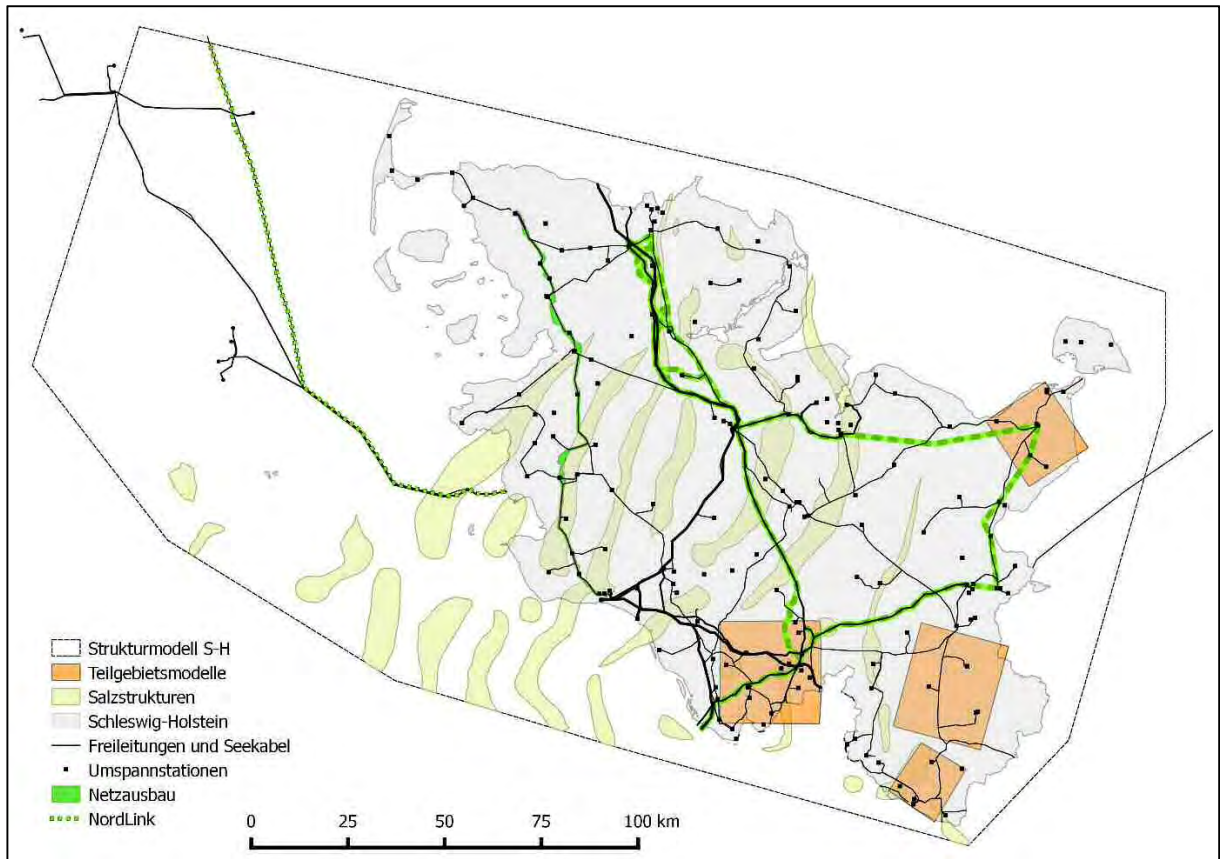 Strukturmodell S-H
Teilgebietsmodelle
Salzstrukturen
Schleswig-Holstein
Freileitungen und Seekabel
Umspannstationen
Netzausbau
NordLink
0 25 50 75 100 km